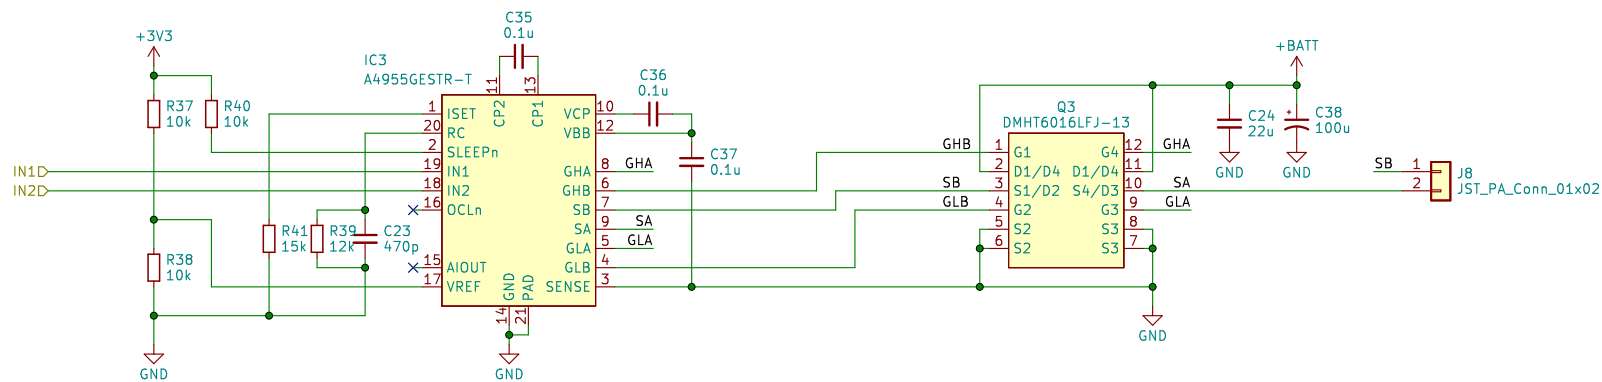 C35
0.1u
+3V3
+BATT
IC3
A4955GESTR-T
11
13
C36
0.1u
R37
10k
R40
10k
CP2
CP1
1 ISET
VCP 10
20 RC
VBB 12
2 SLEEPn
19 IN1
18 IN2
16 OCLn
15 AIOUT
17 VREF
GHA 8 GHA
GHB 6
SB 7
SA 9 SA
GLA 5 GLA
GLB 4
SENSE 3
GND
PAD
14
21
IN1
IN2
C37
0.1u
R41
15k
R39
12k
C23
470p
R38
10k
GND
GND
Q3
DMHT6016LFJ-13
GHB 1 G1
2 D1/D4
SB 3 S1/D2
GLB 4 G2
5 S2
6 S2
G4 12 GHA
D1/D4 11
S4/D3 10 SA
G3 9 GLA
S3 8
S3 7
GND
C24
22u
GND
C38
100u
GND
SB 1
2
J8
JST_PA_Conn_01x02